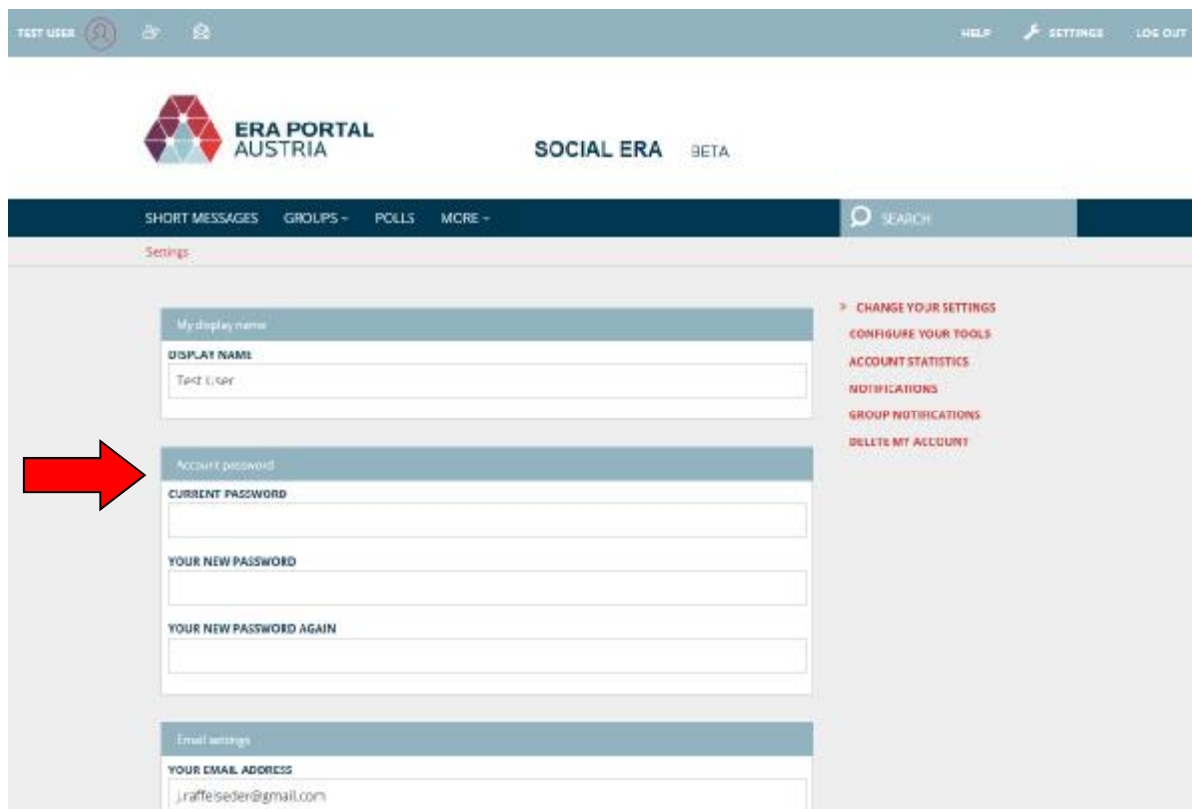 TEST USER
HELP
SETTINGS
LOG OUT
ERA PORTAL
AUSTRIA
SOCIAL ERA BETA
SHORT MESSAGES GROUPS POLLS MORE
SEARCH
Settings
My display name
DISPLAY NAME
Test User
Account password
CURRENT PASSWORD
YOUR NEW PASSWORD
YOUR NEW PASSWORD AGAIN
Email settings
YOUR EMAIL ADDRESS
j.raffelseder@gmail.com
> CHANGE YOUR SETTINGS
CONFIGURE YOUR TOOLS
ACCOUNT STATISTICS
NOTIFICATIONS
GROUP NOTIFICATIONS
DELETE MY ACCOUNT